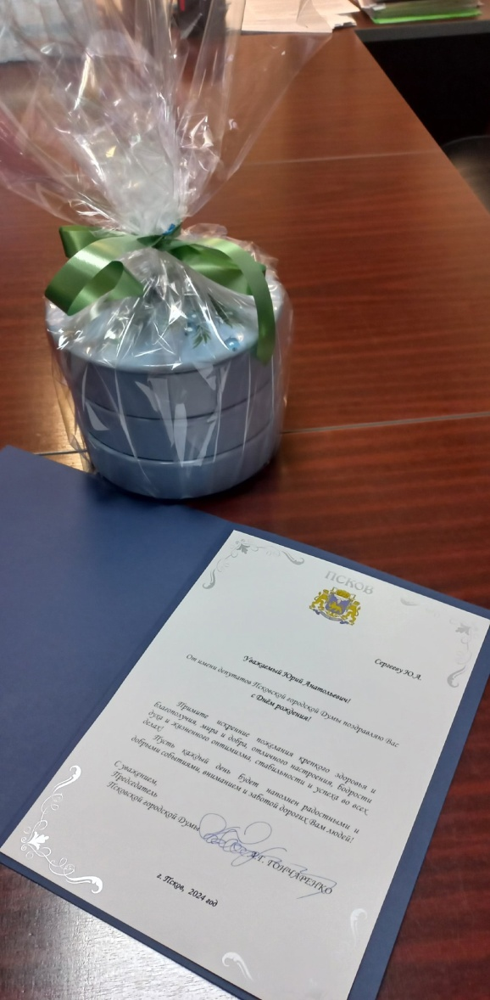 ПСКОВ
Сергееву Ю.А.
Уважаемый Юрий Анатольевич!
От имени депутатов Псковской городской Думы поздравляю Вас
с Днём рождения!
Примите искренние пожелания крепкого здоровья и
благополучия, мира и добра, отличного настроения, бодрости
духа и жизненного оптимизма, стабильности и успеха во всех
делах!
Пусть каждый день будет наполнен радостными и
добрыми событиями, вниманием и заботой дорогих Вам людей!
С уважением,
Председатель
Псковской городской Думы
ГОНЧАРЕНКО
г. Псков, 2024 год